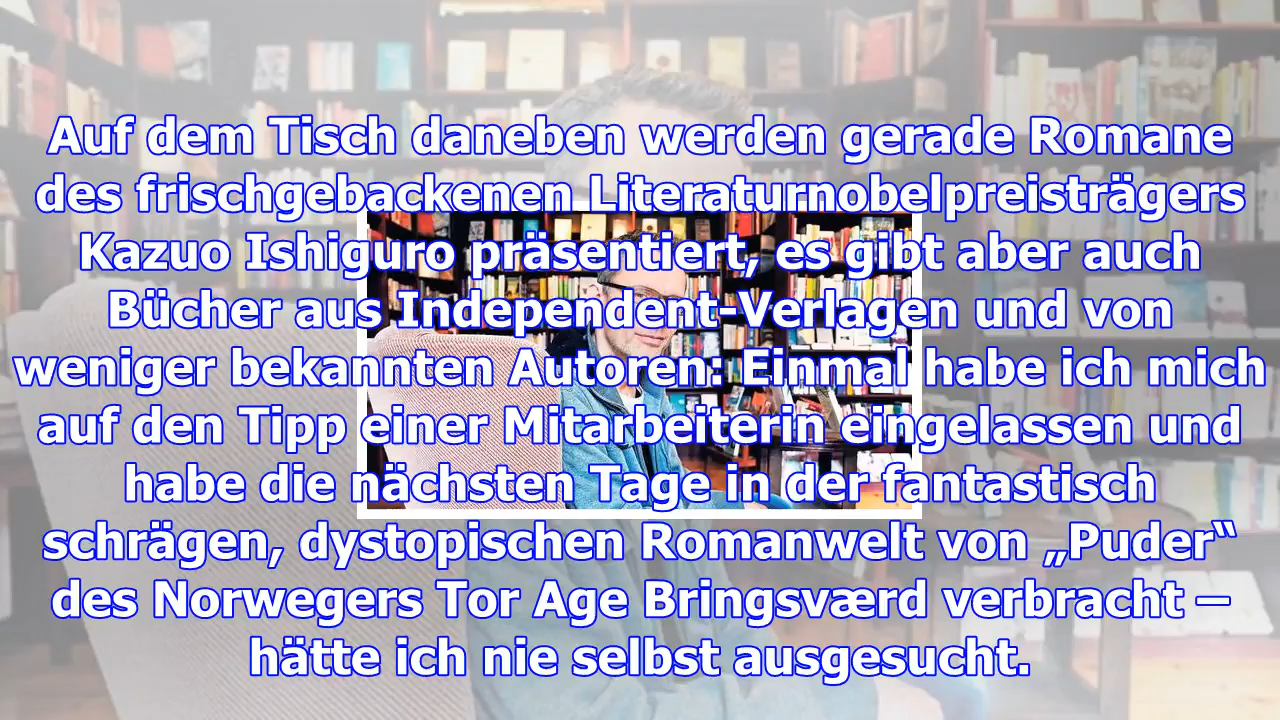 Auf dem Tisch daneben werden gerade Romane
des frischgebackenen Literaturnobelpreisträgers
Kazuo Ishiguro präsentiert, es gibt aber auch
Bücher aus Independent-Verlagen und von
weniger bekannten Autoren: Einmal habe ich mich
auf den Tipp einer Mitarbeiterin eingelassen und
habe die nächsten Tage in der fantastisch
schrägen, dystopischen Romanwelt von „Puder“
des Norwegers Tor Age Bringsværd verbracht –
hätte ich nie selbst ausgesucht.